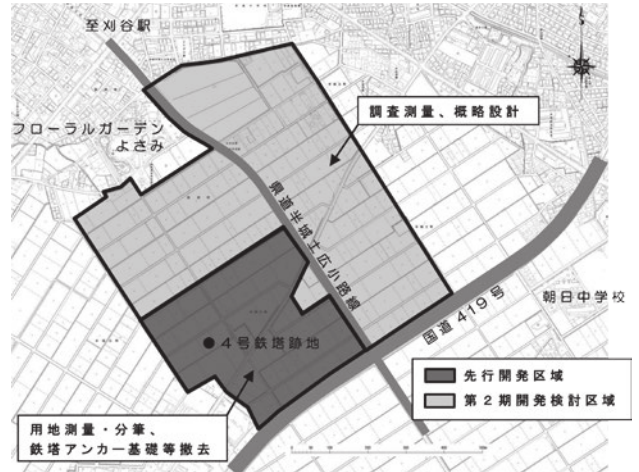 至刈谷駅
調査測量、概略設計
フローラルガーデン
よさみ
県道半城土広小路線
朝日中学校
国道419号
4号鉄塔跡地
先行開発区域
第2期開発検討区域
用地測量・分筆、
鉄塔アンカー基礎等撤去